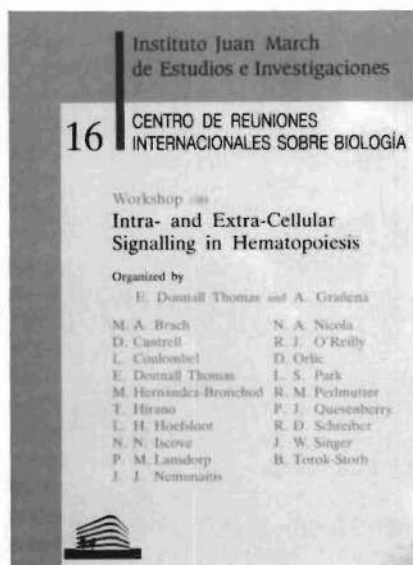 Instituto Juan March
de Estudios e Investigaciones
16
CENTRO DE REUNIONES
INTERNACIONALES SOBRE BIOLOGÍA
Workshop on
Intra- and Extra-Cellular
Signalling in Hematopoiesis
Organized by
E. Donnall Thomas and A. Grañena
M. A. Brach
D. Cantrell
L. Coulombel
E. Donnall Thomas
M. Hernández-Bronchud
T. Hirano
L. H. Hoefsloot
N. N. Iscove
P. M. Lansdorp
J. J. Nemunaitis
N. A. Nicola
R. J. O'Reilly
D. Orlic
L. S. Park
R. M. Perlmutter
P. J. Quesenberry
R. D. Schreiber
J. W. Singer
B. Torok-Storb